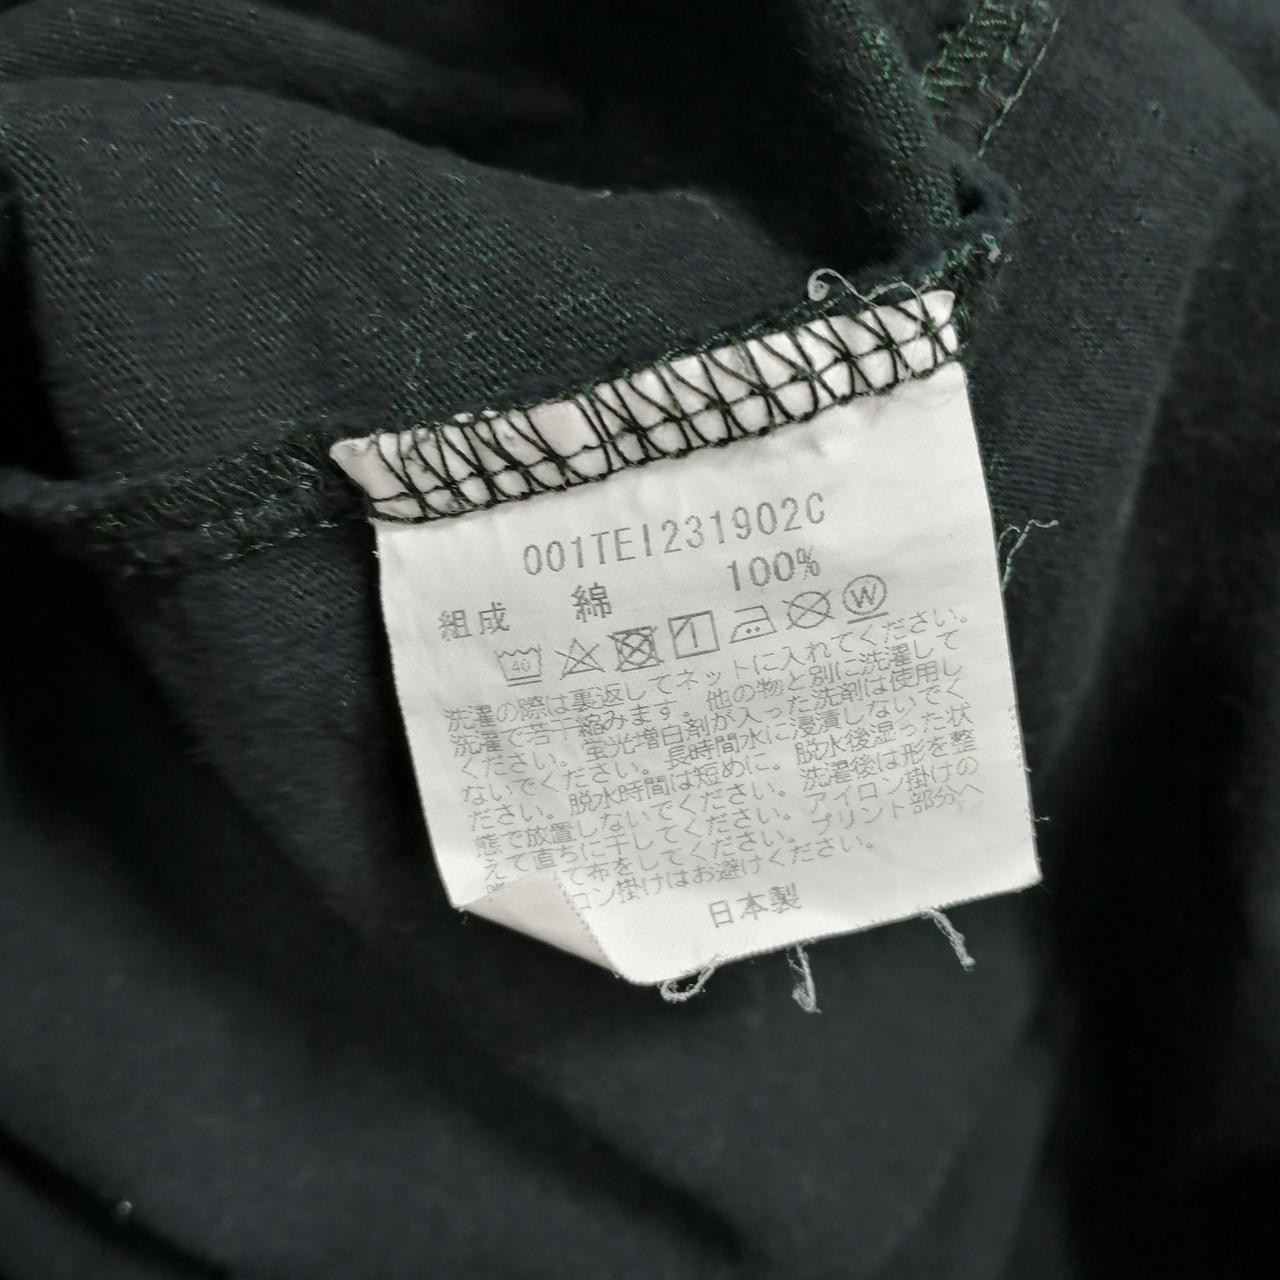 001TEI231902C
組成 綿 100%
40 W
洗濯の際は裏返してネットに入れてください。
洗濯で若干縮みます。他の物と別に洗濯して
ください。蛍光増白剤が入った洗剤は使用し
ないでください。長時間水に浸漬しないでく
ださい。脱水時間は短めに。脱水後湿った状
態で放置しないでください。洗濯後は形を整
えて直ちに干してください。アイロン掛けの
際 て布をしてください。プリント部分へ
ロン掛けはお避けください。
日本製